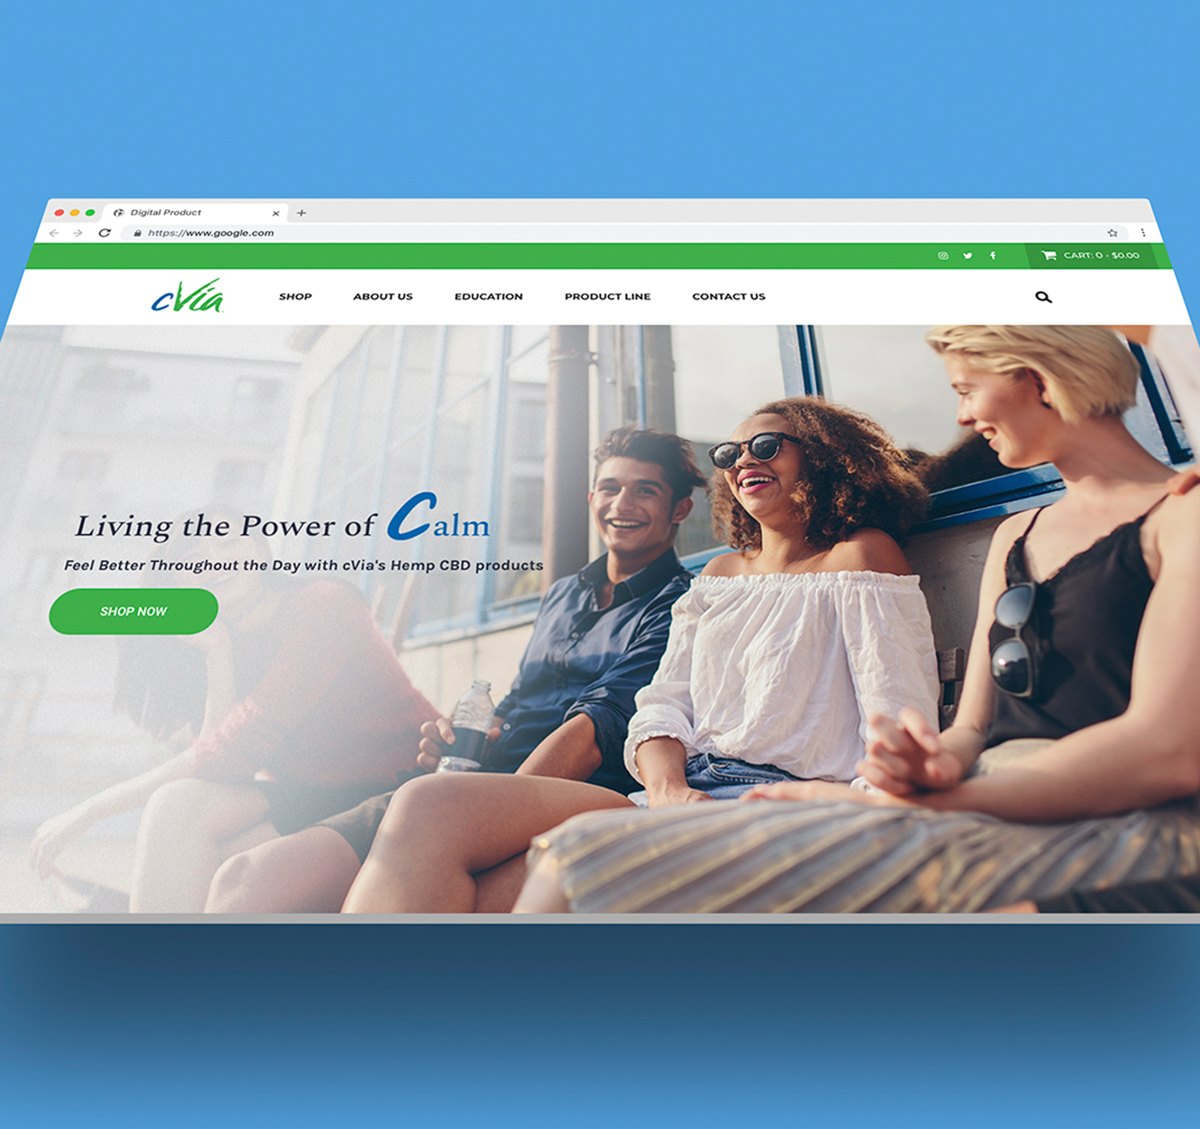 Digital Product
https://www.google.com
CART: 0 - $0.00
cVia
SHOP ABOUT US EDUCATION PRODUCT LINE CONTACT US
Living the Power of Calm
Feel Better Throughout the Day with cVia's Hemp CBD products
SHOP NOW